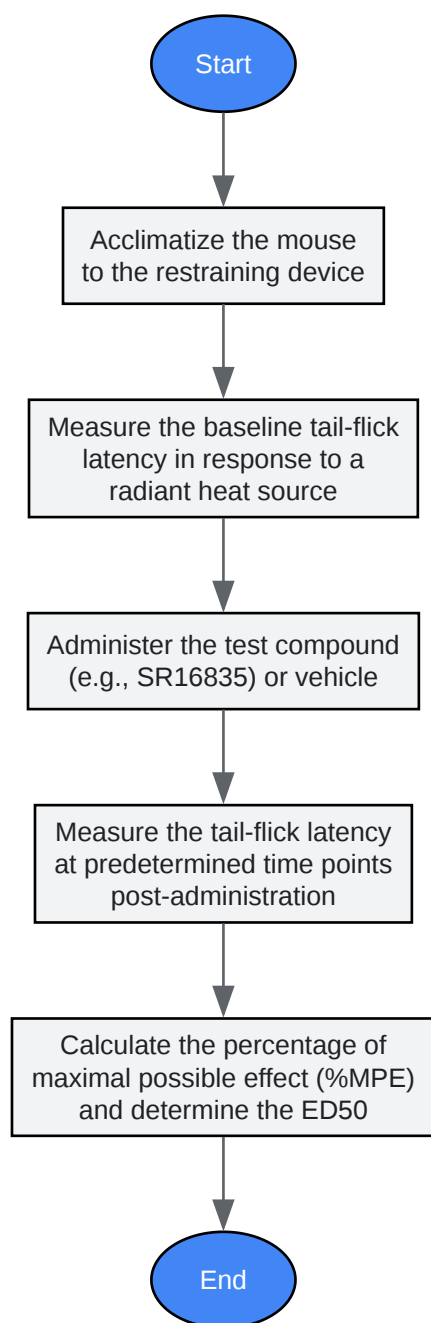 Start
Acclimatize the mouse
to the restraining device
Measure the baseline tail-flick
latency in response to a
radiant heat source
Administer the test compound
(e.g., SR16835) or vehicle
Measure the tail-flick latency
at predetermined time points
post-administration
Calculate the percentage of
maximal possible effect (%MPE)
and determine the ED50
End